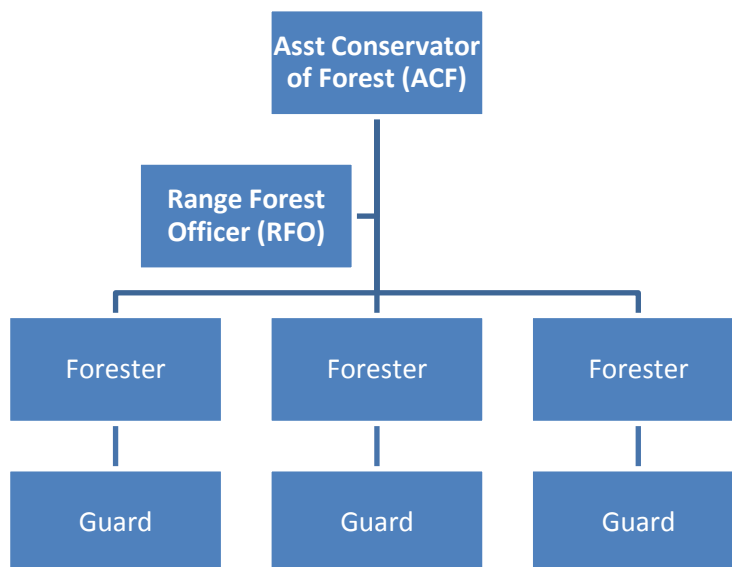 Asst Conservator
of Forest (ACF)
Range Forest
Officer (RFO)
Forester
Forester
Forester
Guard
Guard
Guard